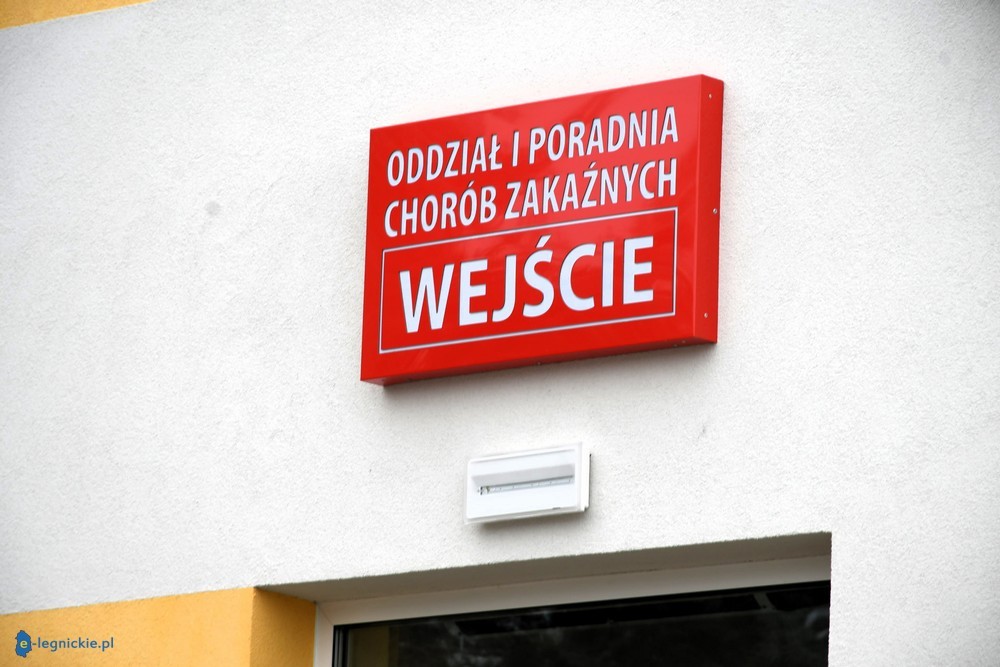 ODDZIAŁ I PORADNIA
CHORÓB ZAKAŹNYCH
WEJŚCIE
e-legnickie.pl